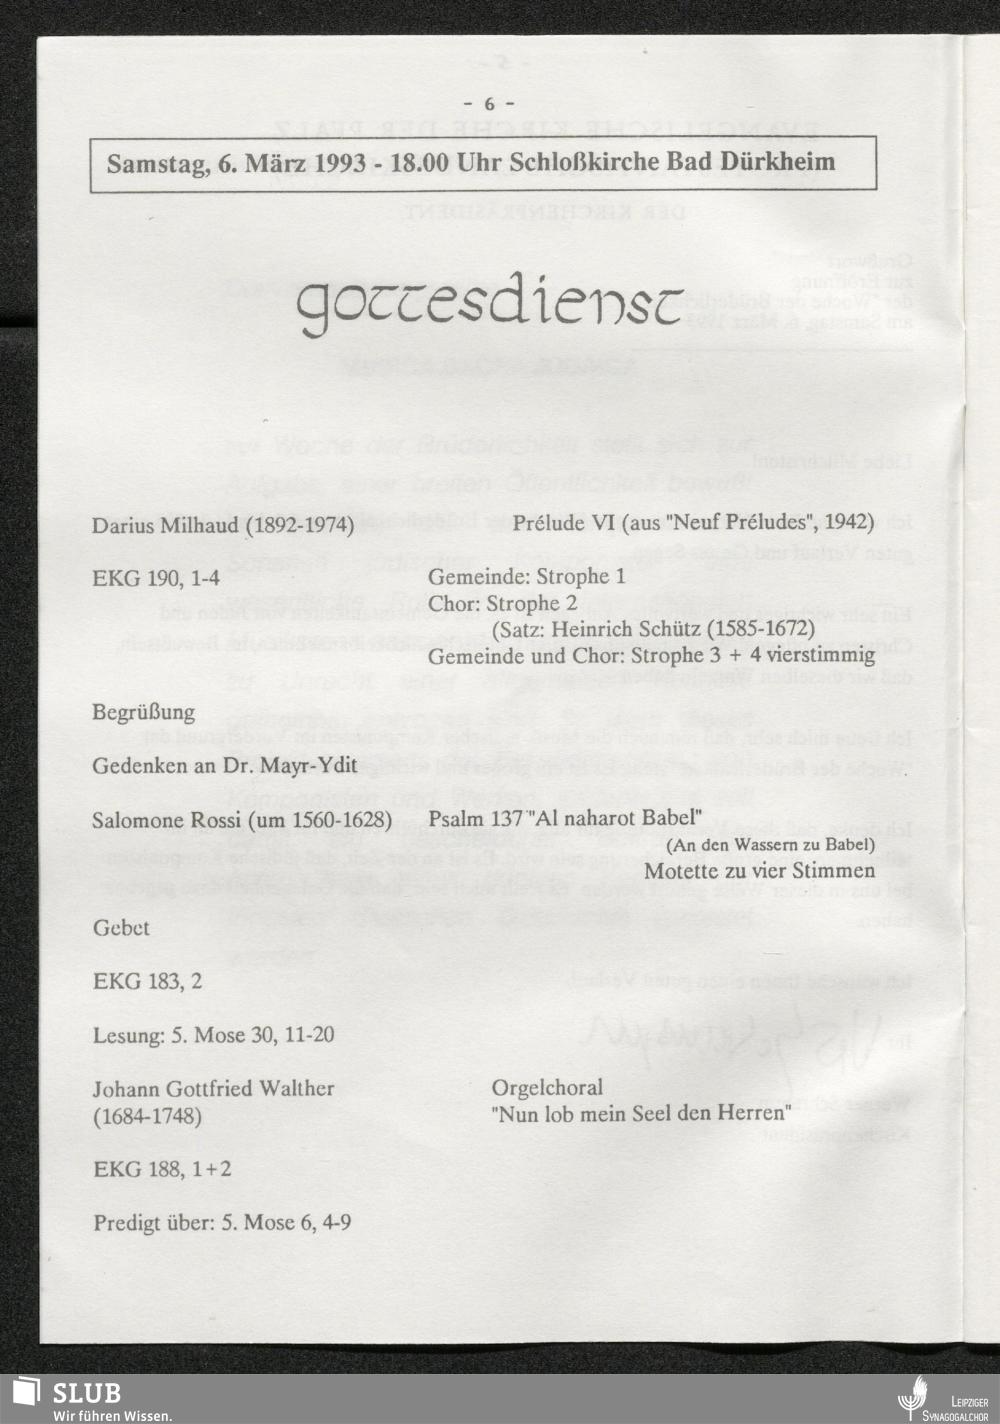 - 6 -
Samstag, 6. März 1993 - 18.00 Uhr Schloßkirche Bad Dürkheim
gottesdienst
Darius Milhaud (1892-1974) Prélude VI (aus "Neuf Préludes", 1942)
EKG 190, 1-4 Gemeinde: Strophe 1
Chor: Strophe 2
(Satz: Heinrich Schütz (1585-1672)
Gemeinde und Chor: Strophe 3 + 4 vierstimmig
Begrüßung
Gedenken an Dr. Mayr-Ydit
Salomone Rossi (um 1560-1628) Psalm 137 "Al naharot Babel"
(An den Wassern zu Babel)
Motette zu vier Stimmen
Gebet
EKG 183, 2
Lesung: 5. Mose 30, 11-20
Johann Gottfried Walther Orgelchoral
(1684-1748) "Nun lob mein Seel den Herren"
EKG 188, 1+2
Predigt über: 5. Mose 6, 4-9
SLUB
Wir führen Wissen.
Leipziger
Synagogalchor